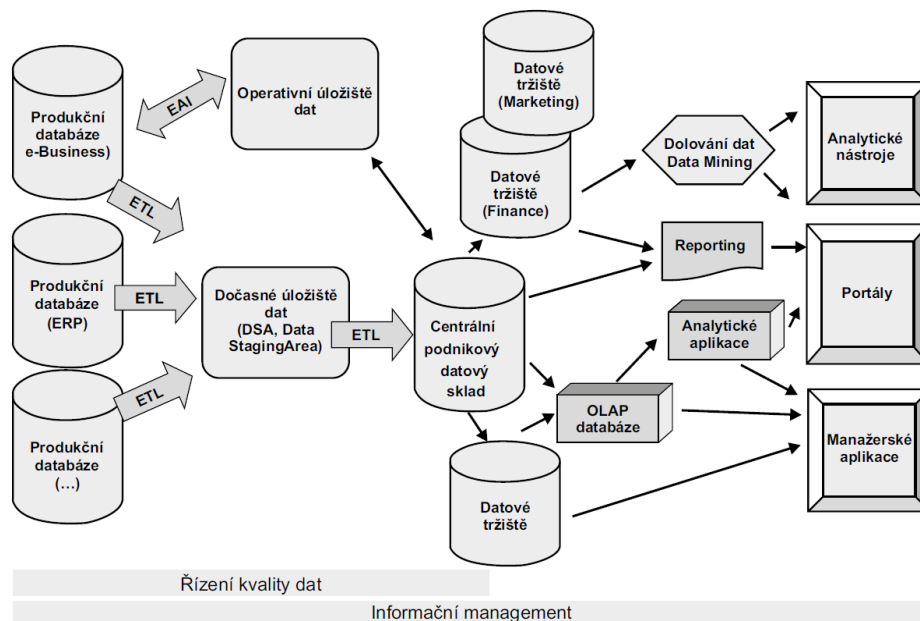 Produkční
databáze
e-Business)
EAI
Operativní úložiště
dat
Datové
tržiště
(Marketing)
Datové
tržiště
(Finance)
Dolování dat
Data Mining
Analytické
nástroje
ETL
Produkční
databáze
(ERP)
ETL
Dočasné úložiště
dat
(DSA, Data
StagingArea)
ETL
Centrální
podnikový
datový
sklad
Reporting
Portály
Analytické
aplikace
ETL
Produkční
databáze
(…)
OLAP
databáze
Manažerské
aplikace
Datové
tržiště
Řízení kvality dat
Informační management